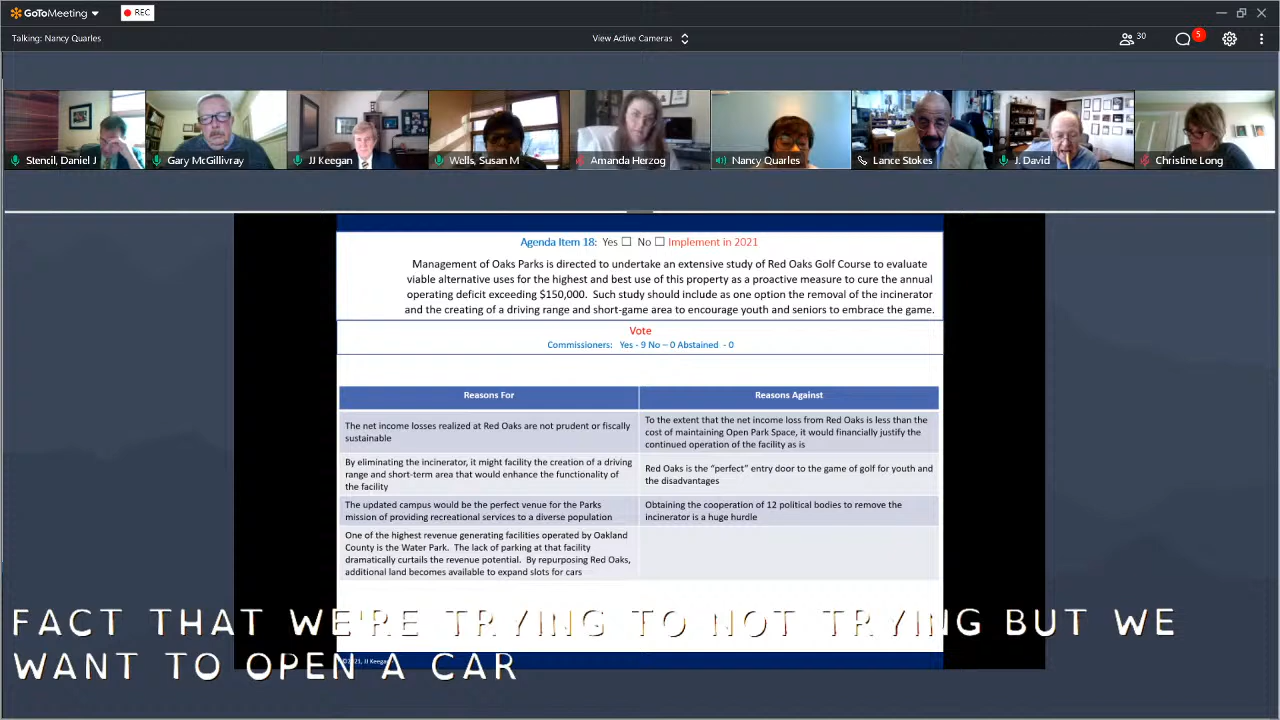 GoToMeeting
REC
Talking: Nancy Quarles
View Active Cameras
30
5
Stencil, Daniel J
Gary McGillivray
JJ Keegan
Wells, Susan M
Amanda Herzog
Nancy Quarles
Lance Stokes
J. David
Christine Long
Agenda Item 18: Yes ☐ No ☐ Implement in 2021
Management of Oaks Parks is directed to undertake an extensive study of Red Oaks Golf Course to evaluate
viable alternative uses for the highest and best use of this property as a proactive measure to cure the annual
operating deficit exceeding $150,000. Such study should include as one option the removal of the incinerator
and the creating of a driving range and short-game area to encourage youth and seniors to embrace the game.
Vote
Commissioners: Yes - 9 No – 0 Abstained - 0
Reasons For
Reasons Against
The net income losses realized at Red Oaks are not prudent or fiscally
sustainable
To the extent that the net income loss from Red Oaks is less than the
cost of maintaining Open Park Space, it would financially justify the
continued operation of the facility as is
By eliminating the incinerator, it might facility the creation of a driving
range and short-term area that would enhance the functionality of
the facility
Red Oaks is the "perfect" entry door to the game of golf for youth and
the disadvantages
The updated campus would be the perfect venue for the Parks
mission of providing recreational services to a diverse population
Obtaining the cooperation of 12 political bodies to remove the
incinerator is a huge hurdle
One of the highest revenue generating facilities operated by Oakland
County is the Water Park. The lack of parking at that facility
dramatically curtails the revenue potential. By repurposing Red Oaks,
additional land becomes available to expand slots for cars
FACT THAT WE'RE TRYING TO NOT TRYING BUT WE
WANT TO OPEN A CAR
2021, JJ Keegan